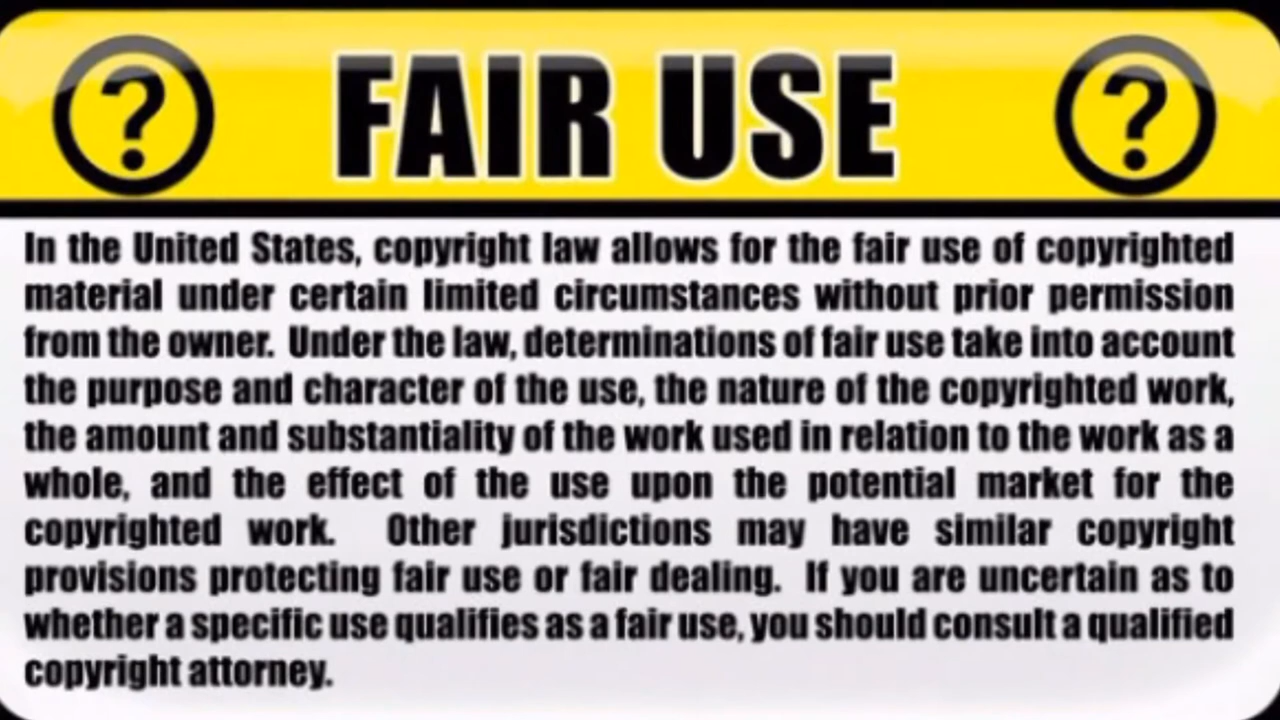 ? FAIR USE ?
In the United States, copyright law allows for the fair use of copyrighted
material under certain limited circumstances without prior permission
from the owner. Under the law, determinations of fair use take into account
the purpose and character of the use, the nature of the copyrighted work,
the amount and substantiality of the work used in relation to the work as a
whole, and the effect of the use upon the potential market for the
copyrighted work. Other jurisdictions may have similar copyright
provisions protecting fair use or fair dealing. If you are uncertain as to
whether a specific use qualifies as a fair use, you should consult a qualified
copyright attorney.